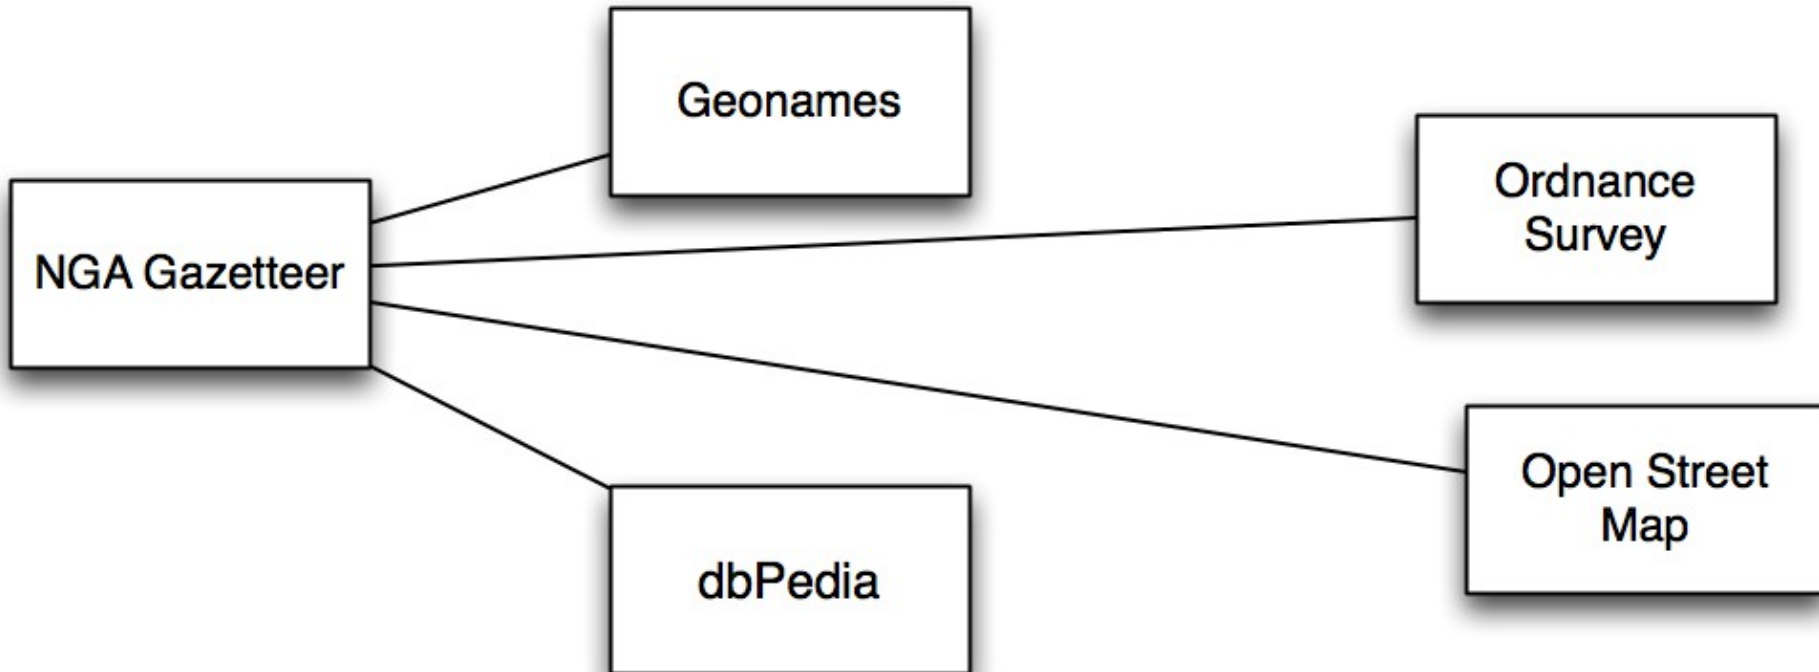 Geonames
Ordnance
Survey
NGA Gazetteer
Open Street
Map
dbPedia